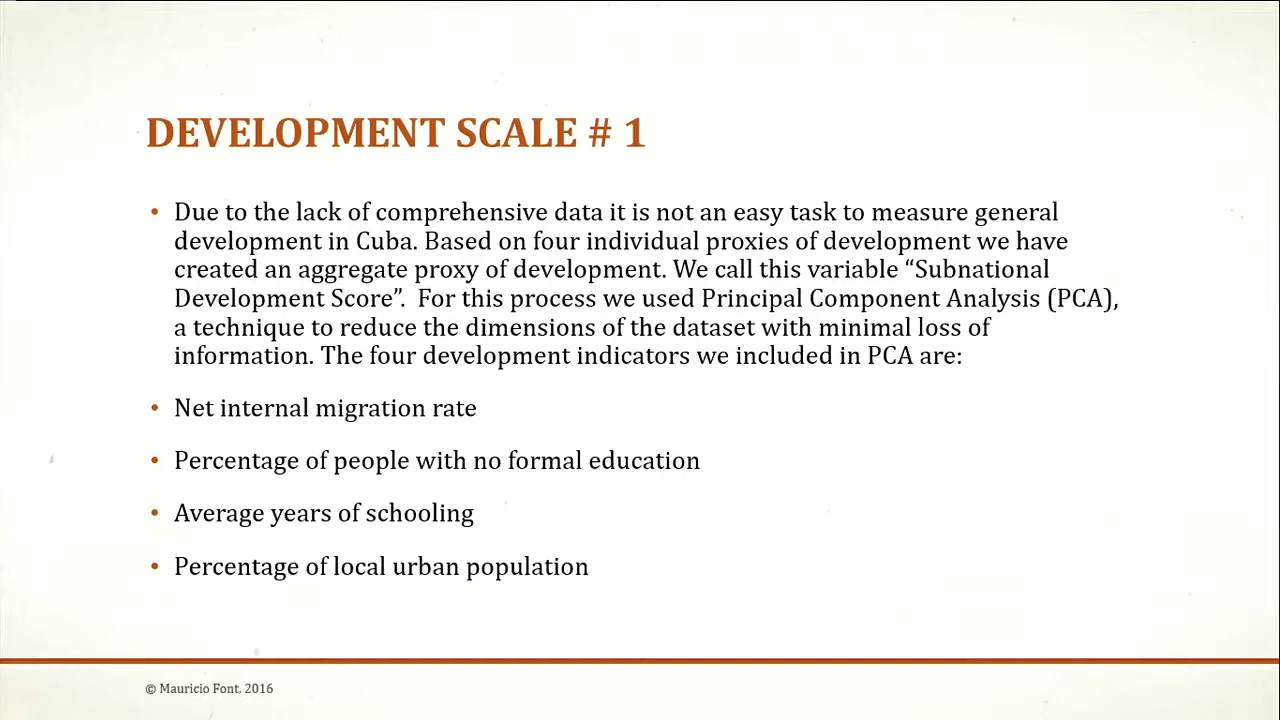 DEVELOPMENT SCALE # 1
• Due to the lack of comprehensive data it is not an easy task to measure general
development in Cuba. Based on four individual proxies of development we have
created an aggregate proxy of development. We call this variable “Subnational
Development Score”.  For this process we used Principal Component Analysis (PCA),
a technique to reduce the dimensions of the dataset with minimal loss of
information. The four development indicators we included in PCA are:
• Net internal migration rate
• Percentage of people with no formal education
• Average years of schooling
• Percentage of local urban population
© Mauricio Font, 2016